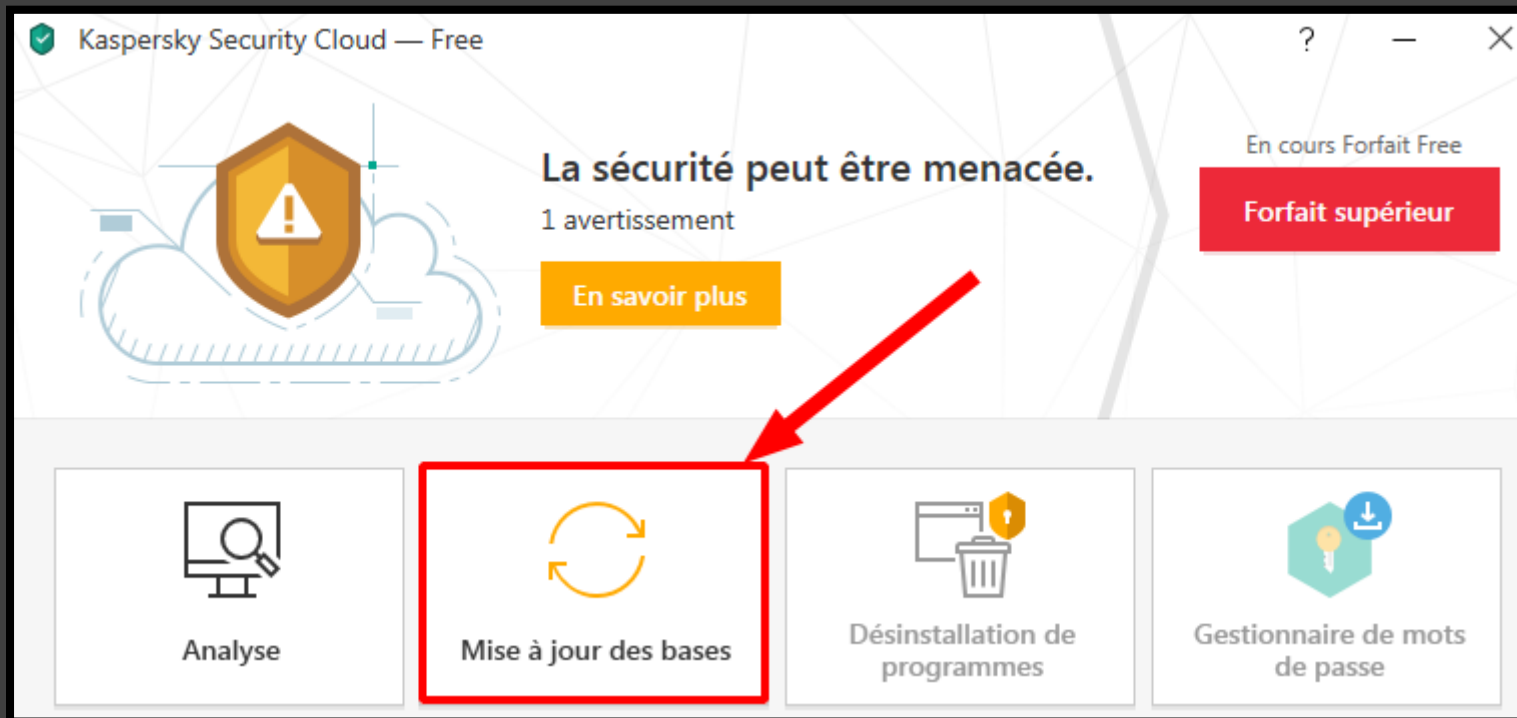 Kaspersky Security Cloud — Free
?
La sécurité peut être menacée.
1 avertissement
En savoir plus
En cours Forfait Free
Forfait supérieur
Analyse
Mise à jour des bases
Désinstallation de
programmes
Gestionnaire de mots
de passe